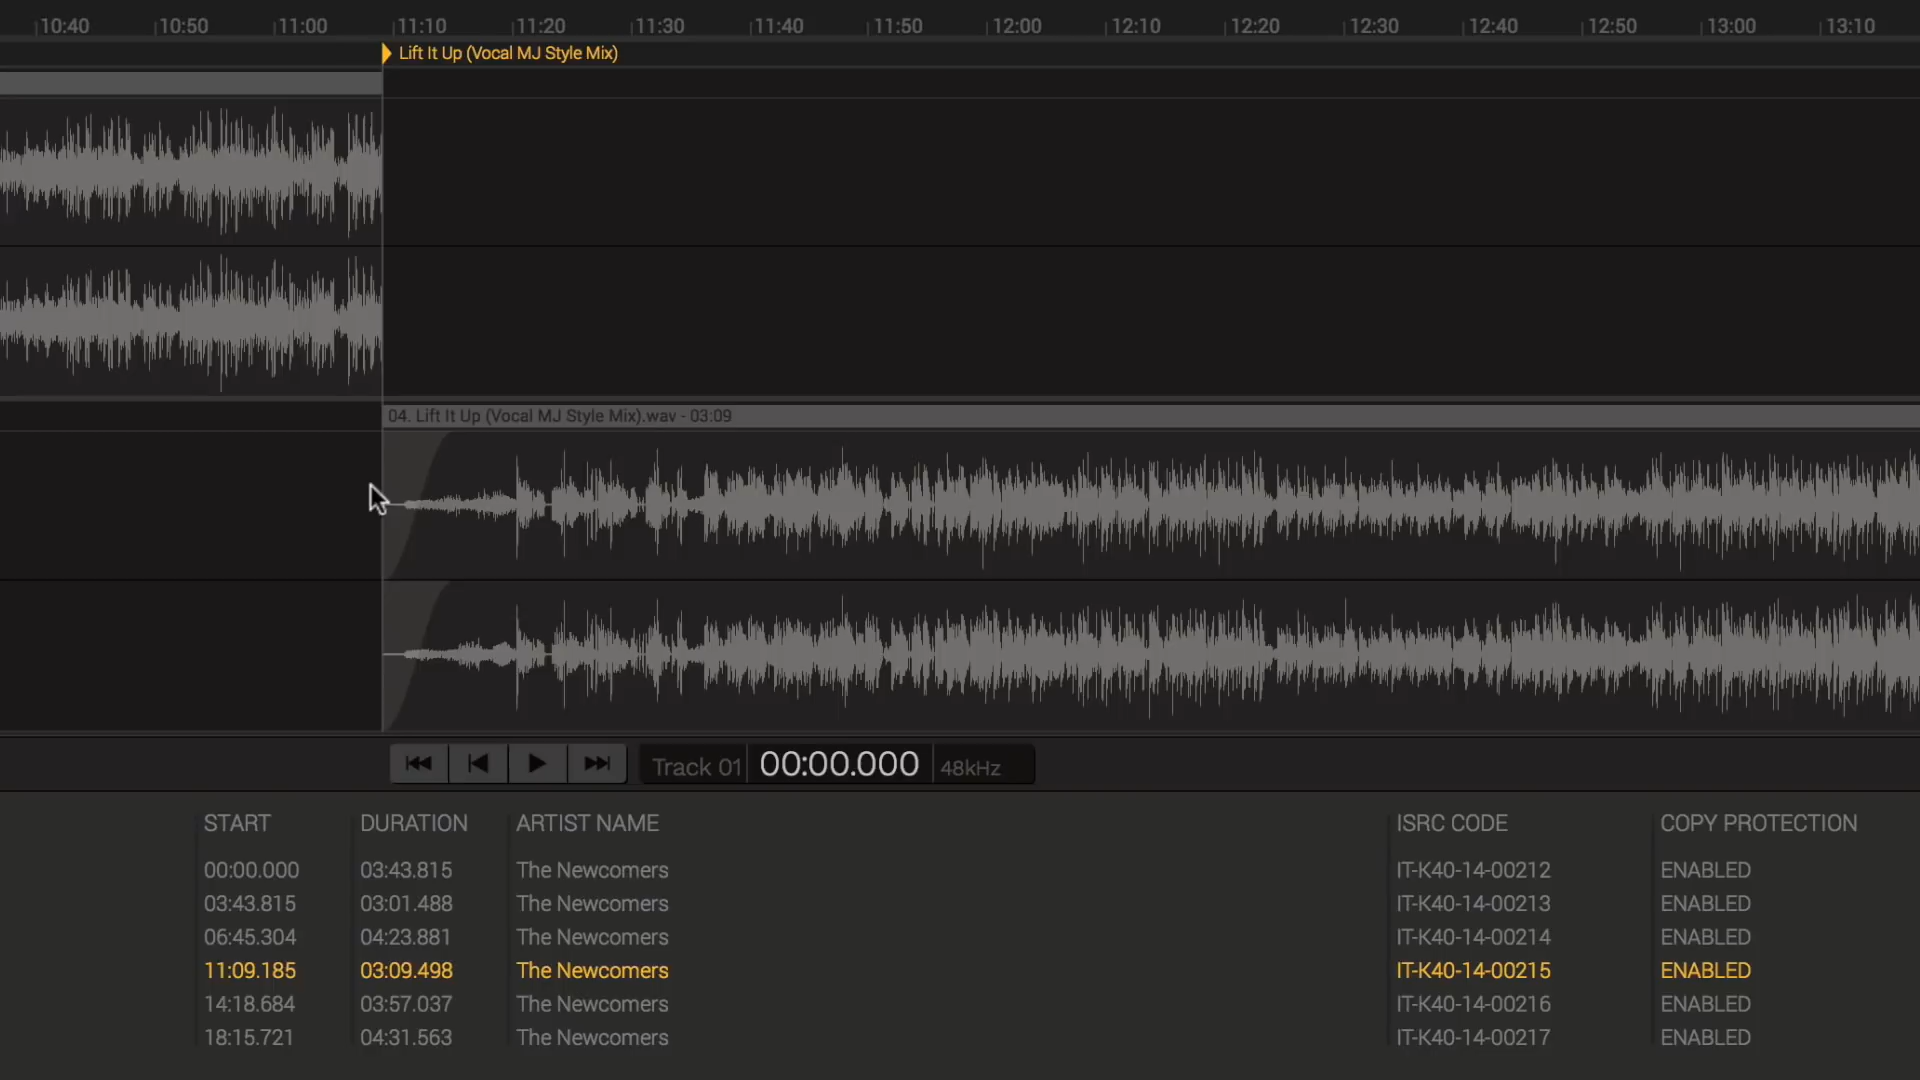 10:40 10:50 11:00 11:10 11:20 11:30 11:40 11:50 12:00 12:10 12:20 12:30 12:40 12:50 13:00 13:10
Lift It Up (Vocal MJ Style Mix)
04. Lift It Up (Vocal MJ Style Mix).wav - 03:09
Track 01 00:00.000 48kHz
START DURATION ARTIST NAME ISRC CODE COPY PROTECTION
00:00.000 03:43.815 The Newcomers IT-K40-14-00212 ENABLED
03:43.815 03:01.488 The Newcomers IT-K40-14-00213 ENABLED
06:45.304 04:23.881 The Newcomers IT-K40-14-00214 ENABLED
11:09.185 03:09.498 The Newcomers IT-K40-14-00215 ENABLED
14:18.684 03:57.037 The Newcomers IT-K40-14-00216 ENABLED
18:15.721 04:31.563 The Newcomers IT-K40-14-00217 ENABLED